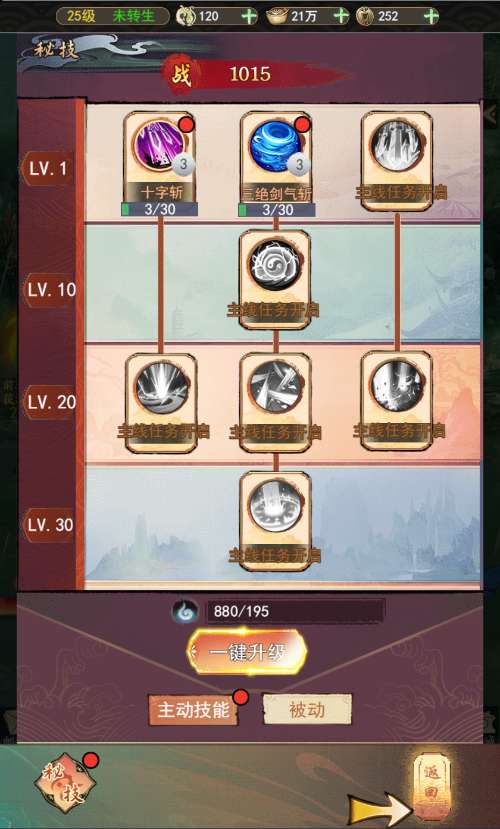 25级 未转生 120 21万 252
秘技
战 1015
LV.1
3 3
十字斩 三绝剑气斩 主线任务开启
3/30 3/30
LV.10
主线任务开启
LV.20
主线任务开启 主线任务开启 主线任务开启
LV.30
主线任务开启
880/195
一键升级
主动技能 被动
秘技 返回